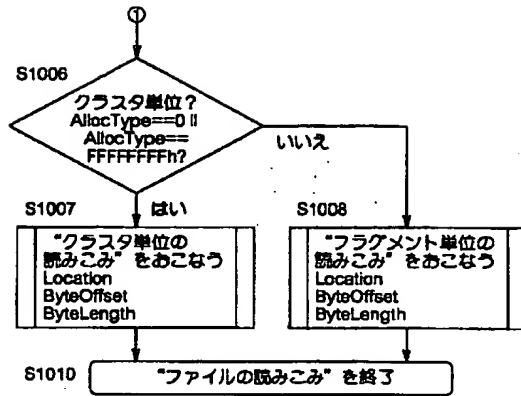 ①
S1006
クラスタ単位？
AllocType==0 ||
AllocType==
FFFFFFFFh?
いいえ
はい
S1007
“クラスタ単位の
読みこみ”をおこなう
Location
ByteOffset
ByteLength
S1008
“フラグメント単位の
読みこみ”をおこなう
Location
ByteOffset
ByteLength
S1010
“ファイルの読みこみ”を終了